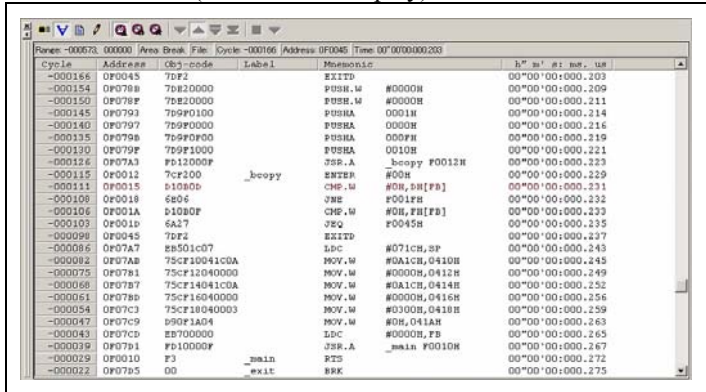 Range: -000573, 000000 Area: Break File: Cycle: -000166 Address: 0F0045 Time: 00"00'00:000.203
Cycle Address Obj-code Label Mnemonic h" m' s: ms. us
-000166 0F0045 7DF2 EXITD 00"00'00:000.203
-000154 0F078B 7DE20000 PUSH.W #0000H 00"00'00:000.209
-000150 0F078F 7DE20000 PUSH.W #0000H 00"00'00:000.211
-000145 0F0793 7D9F0100 PUSHA 0001H 00"00'00:000.214
-000140 0F0797 7D9F0000 PUSHA 0000H 00"00'00:000.216
-000135 0F079B 7D9F0F00 PUSHA 000FH 00"00'00:000.219
-000130 0F079F 7D9F1000 PUSHA 0010H 00"00'00:000.221
-000126 0F07A3 FD12000F JSR.A _bcopy F0012H 00"00'00:000.223
-000115 0F0012 7CF200 _bcopy ENTER #00H 00"00'00:000.229
-000111 0F0015 D10B0D CMP.W #0H,DH[FB] 00"00'00:000.231
-000108 0F0018 6E06 JNE F001FH 00"00'00:000.232
-000106 0F001A D10B0F CMP.W #0H,FH[FB] 00"00'00:000.233
-000103 0F001D 6A27 JEQ F0045H 00"00'00:000.235
-000098 0F0045 7DF2 EXITD 00"00'00:000.237
-000086 0F07A7 EB501C07 LDC #071CH,SP 00"00'00:000.243
-000082 0F07AB 75CF10041C0A MOV.W #0A1CH,0410H 00"00'00:000.245
-000075 0F07B1 75CF12040000 MOV.W #0000H,0412H 00"00'00:000.249
-000068 0F07B7 75CF14041C0A MOV.W #0A1CH,0414H 00"00'00:000.252
-000061 0F07BD 75CF16040000 MOV.W #0000H,0416H 00"00'00:000.256
-000054 0F07C3 75CF18040003 MOV.W #0300H,0418H 00"00'00:000.259
-000047 0F07C9 D90F1A04 MOV.W #0H,041AH 00"00'00:000.263
-000043 0F07CD EB700000 LDC #0000H,FB 00"00'00:000.265
-000039 0F07D1 FD10000F JSR.A _main F0010H 00"00'00:000.267
-000029 0F0010 F3 _main RTS 00"00'00:000.272
-000022 0F07D5 00 _exit BRK 00"00'00:000.275